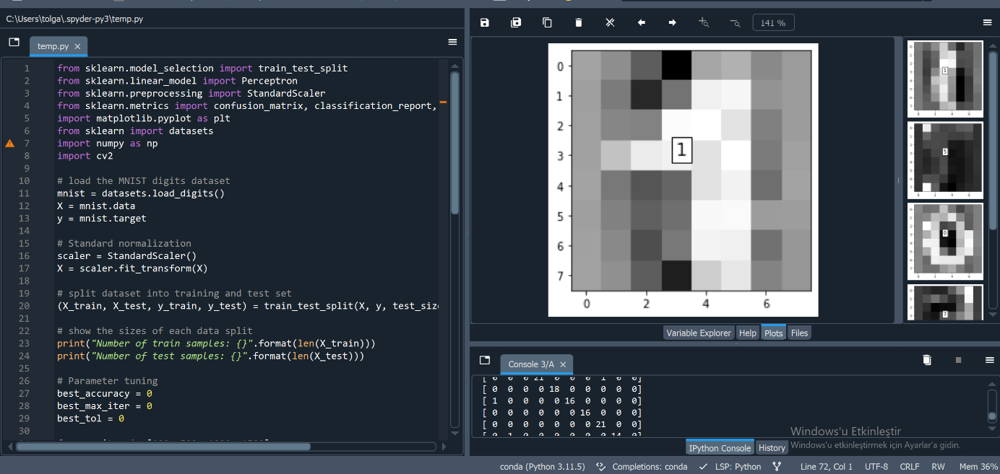 C:\Users\tolga\.spyder-py3\temp.py
temp.py
1 from sklearn.model_selection import train_test_split
2 from sklearn.linear_model import Perceptron
3 from sklearn.preprocessing import StandardScaler
4 from sklearn.metrics import confusion_matrix, classification_report,
5 import matplotlib.pyplot as plt
6 from sklearn import datasets
7 import numpy as np
8 import cv2
9
10 # load the MNIST digits dataset
11 mnist = datasets.load_digits()
12 X = mnist.data
13 y = mnist.target
14
15 # Standard normalization
16 scaler = StandardScaler()
17 X = scaler.fit_transform(X)
18
19 # split dataset into training and test set
20 (X_train, X_test, y_train, y_test) = train_test_split(X, y, test_siz
21
22 # show the sizes of each data split
23 print("Number of train samples: {}".format(len(X_train)))
24 print("Number of test samples: {}".format(len(X_test)))
25
26 # Parameter tuning
27 best_accuracy = 0
28 best_max_iter = 0
29 best_tol = 0
30
141 %
0
1
2
3
4
5
6
7
1
0 2 4 6
1
5
0
7
Variable Explorer Help Plots Files
Console 3/A
[ 0 0 0 21 0 0 0 1 0 0]
[ 0 0 0 0 18 0 0 0 0 0]
[ 1 0 0 0 0 16 0 0 0 0]
[ 0 0 0 0 0 0 16 0 0 0]
[ 0 0 0 0 0 0 0 21 0 0]
[ 0 1 0 0 0 0 0 0 14 0]
Windows'u Etkinleştir
Windows'u etkinleştirmek için Ayarlar'a gidin.
IPython Console History
conda (Python 3.11.5) Completions: conda LSP: Python Line 72, Col 1 UTF-8 CRLF RW Mem 36%